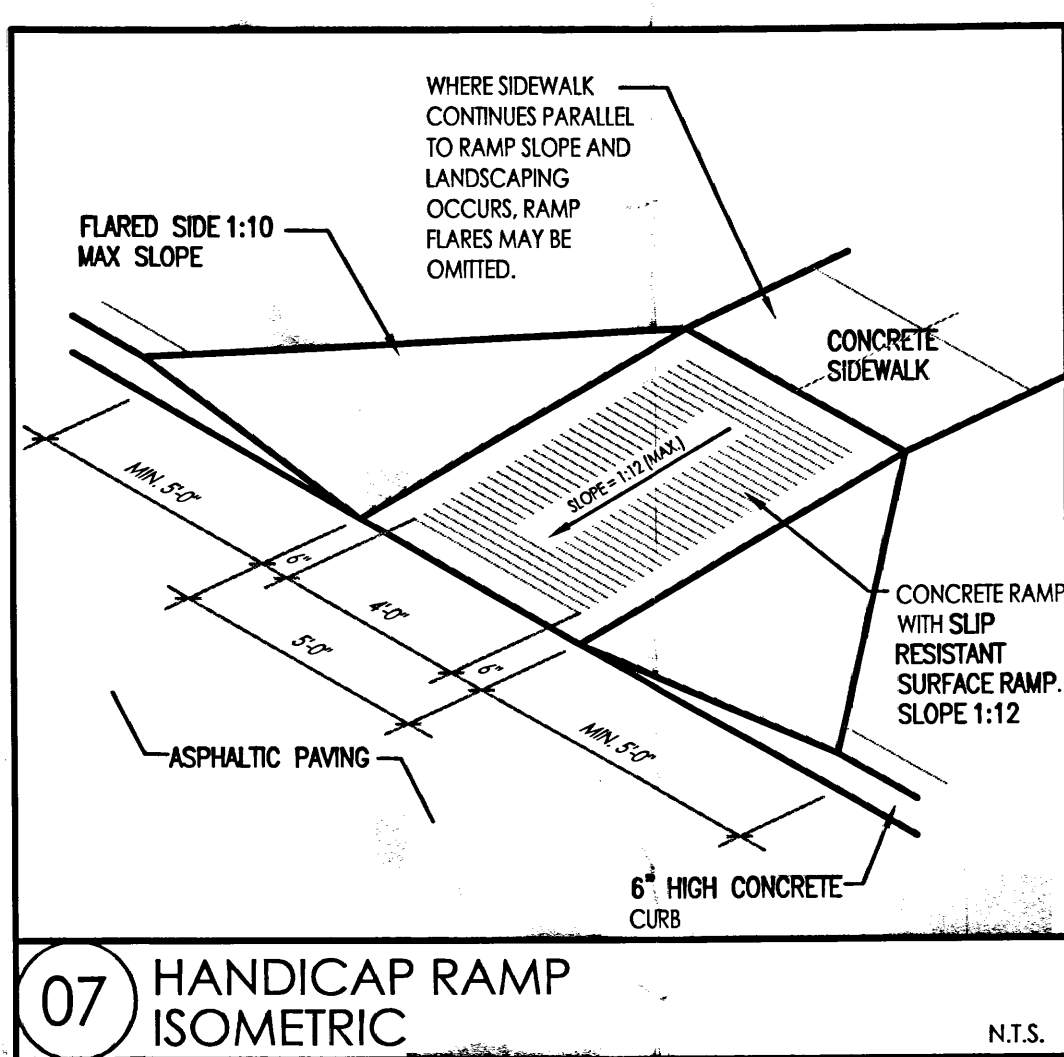 WHERE SIDEWALK
CONTINUES PARALLEL
TO RAMP SLOPE AND
LANDSCAPING
OCCURS, RAMP
FLARES MAY BE
OMITTED.
FLARED SIDE 1:10
MAX SLOPE
CONCRETE
SIDEWALK
SLOPE = 1:12 (MAX.)
MIN. 5'-0"
6"
4'-0"
5'-0"
6"
MIN. 5'-0"
CONCRETE RAMP
WITH SLIP
RESISTANT
SURFACE RAMP.
SLOPE 1:12
ASPHALTIC PAVING
6" HIGH CONCRETE
CURB
07
HANDICAP RAMP
ISOMETRIC
N.T.S.